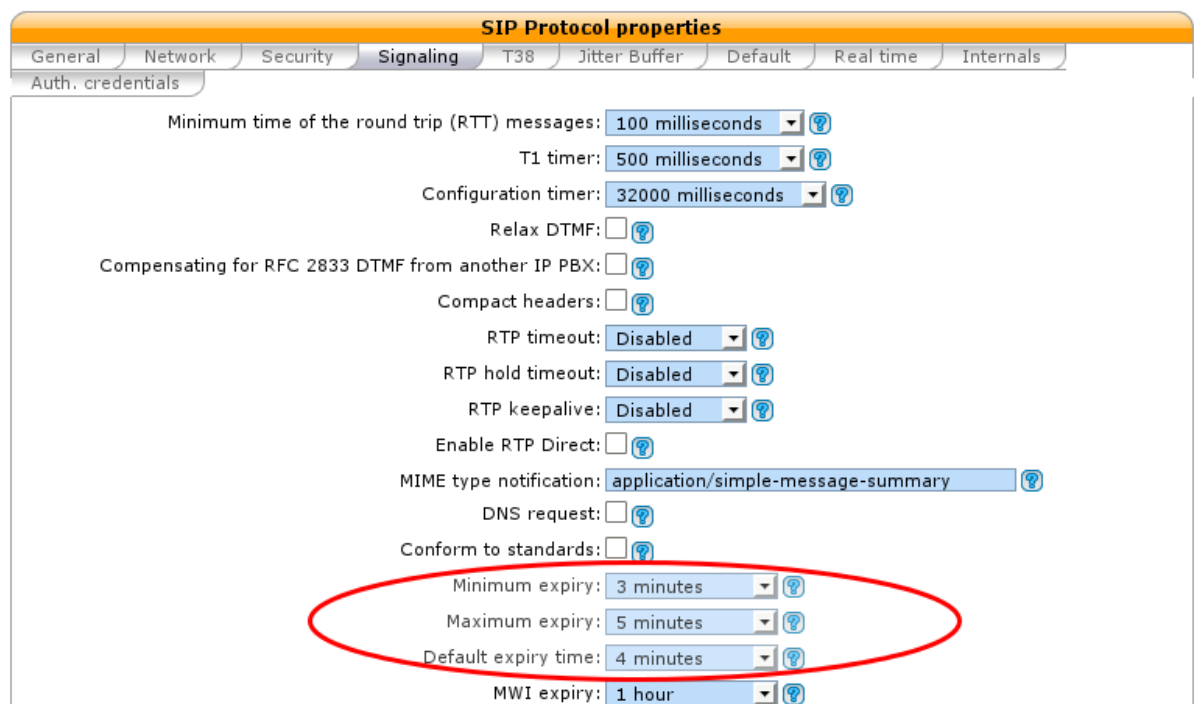 SIP Protocol properties
General Network Security Signaling T38 Jitter Buffer Default Real time Internals
Auth. credentials
Minimum time of the round trip (RTT) messages: 100 milliseconds
T1 timer: 500 milliseconds
Configuration timer: 32000 milliseconds
Relax DTMF:
Compensating for RFC 2833 DTMF from another IP PBX:
Compact headers:
RTP timeout: Disabled
RTP hold timeout: Disabled
RTP keepalive: Disabled
Enable RTP Direct:
MIME type notification: application/simple-message-summary
DNS request:
Conform to standards:
Minimum expiry: 3 minutes
Maximum expiry: 5 minutes
Default expiry time: 4 minutes
MWI expiry: 1 hour